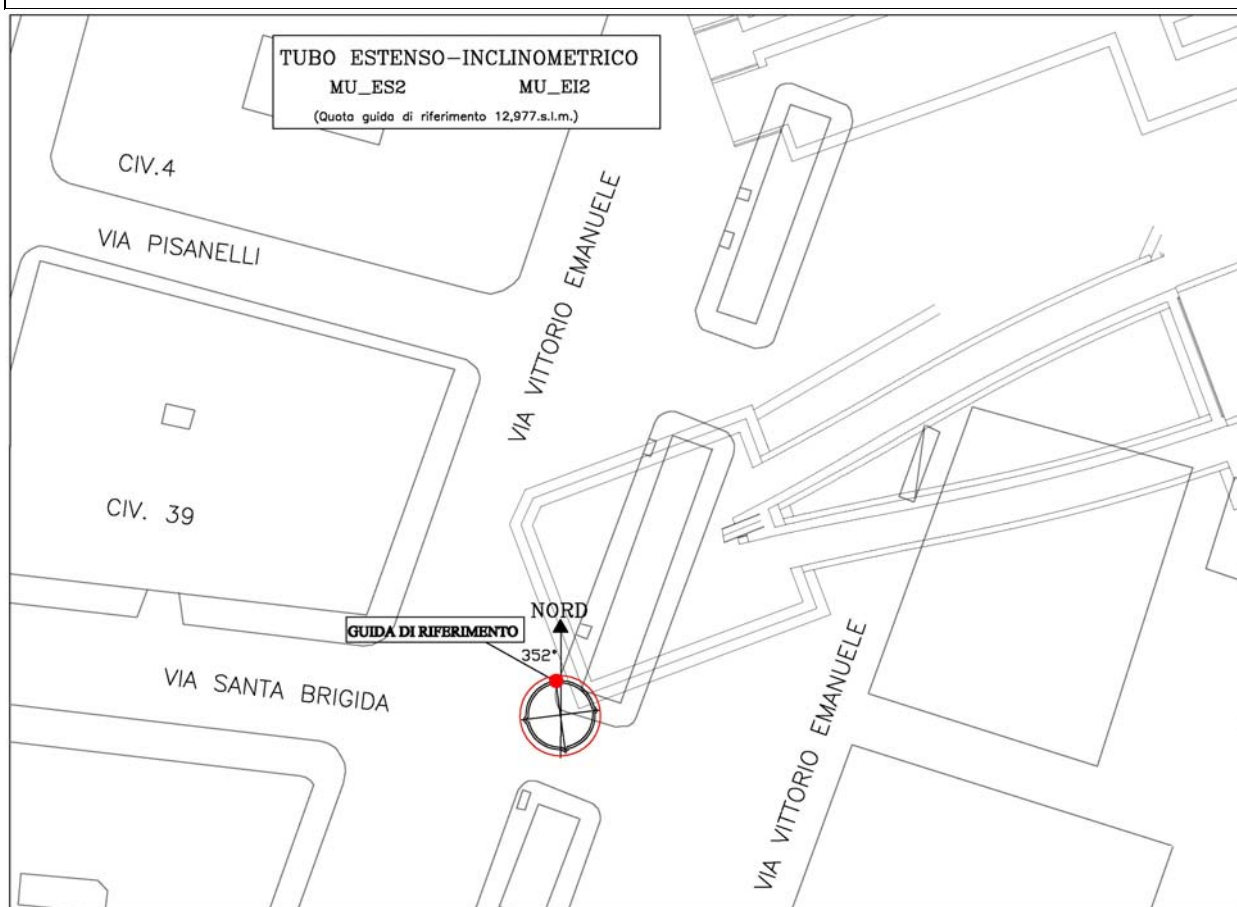 TUBO ESTENSO-INCLINOMETRICO
MU_ES2 MU_EI2
(Quota guida di riferimento 12,977.s.l.m.)
CIV.4
VIA PISANELLI
VIA VITTORIO EMANUELE
CIV. 39
NORD
GUIDA DI RIFERIMENTO
352°
VIA SANTA BRIGIDA
VIA VITTORIO EMANUELE